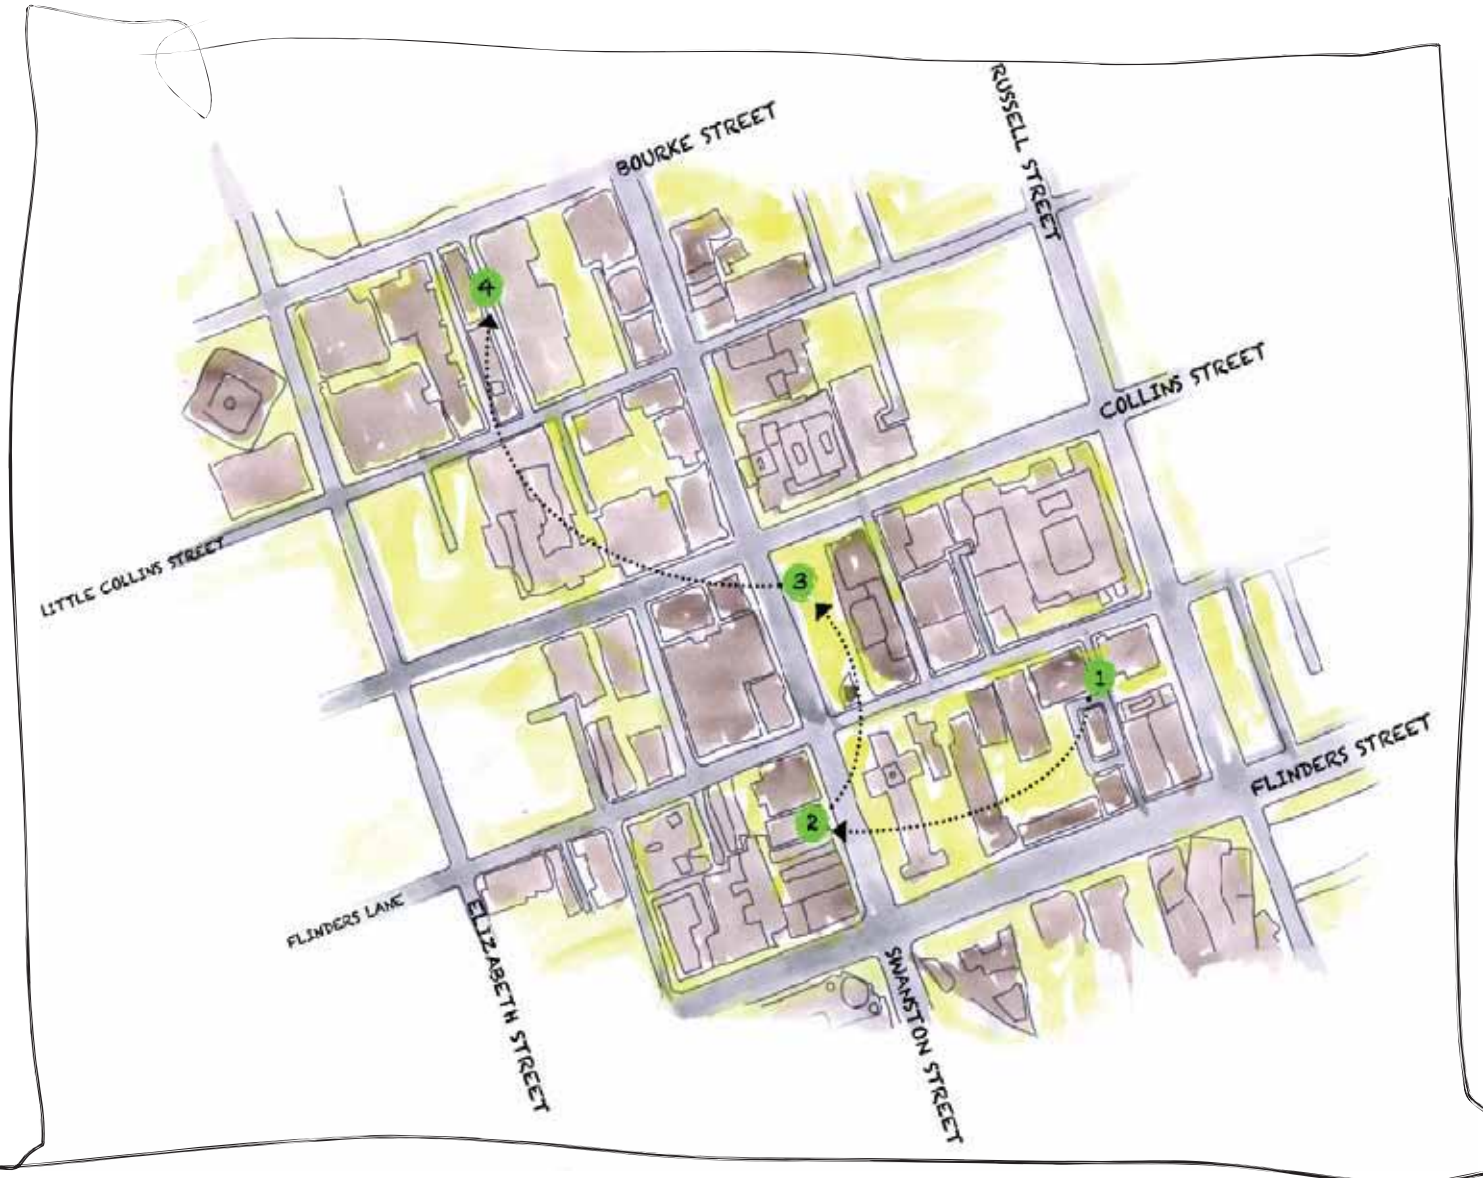 BOURKE STREET
RUSSELL STREET
4
COLLINS STREET
LITTLE COLLINS STREET
3
1
FLINDERS STREET
2
FLINDERS LANE
ELIZABETH STREET
SWANSTON STREET